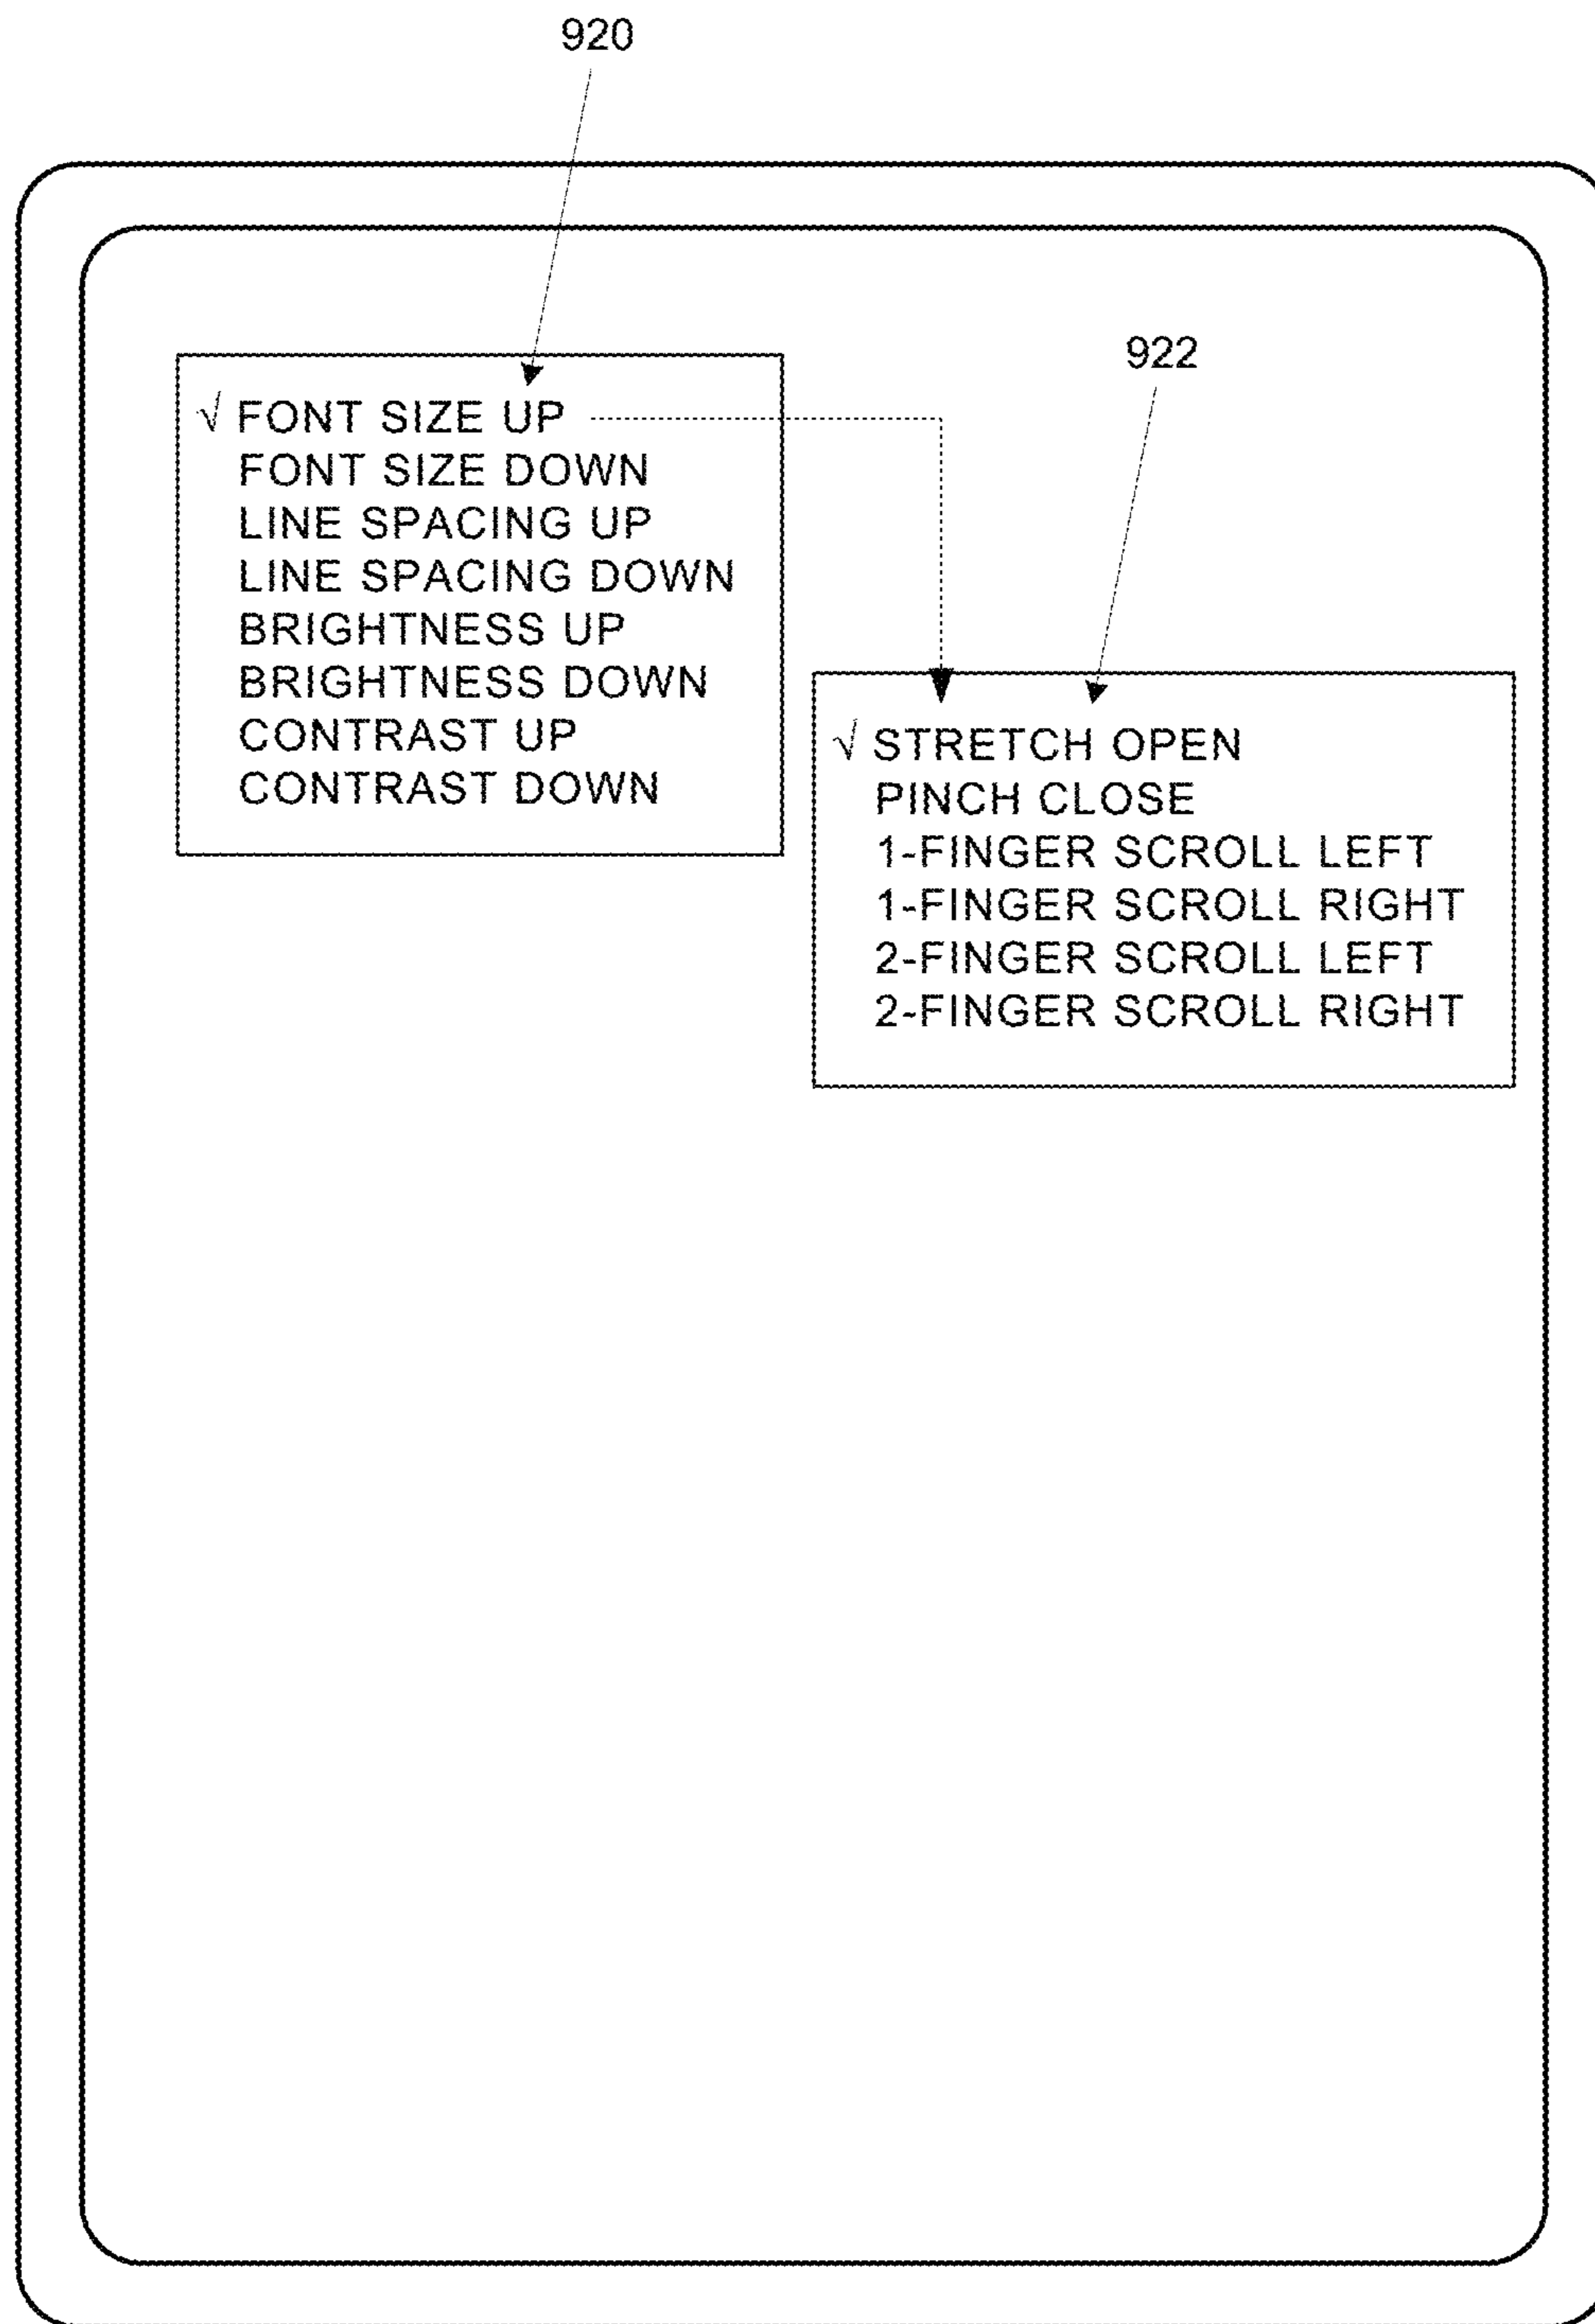 920
922
√ FONT SIZE UP
FONT SIZE DOWN
LINE SPACING UP
LINE SPACING DOWN
BRIGHTNESS UP
BRIGHTNESS DOWN
CONTRAST UP
CONTRAST DOWN
√ STRETCH OPEN
PINCH CLOSE
1-FINGER SCROLL LEFT
1-FINGER SCROLL RIGHT
2-FINGER SCROLL LEFT
2-FINGER SCROLL RIGHT